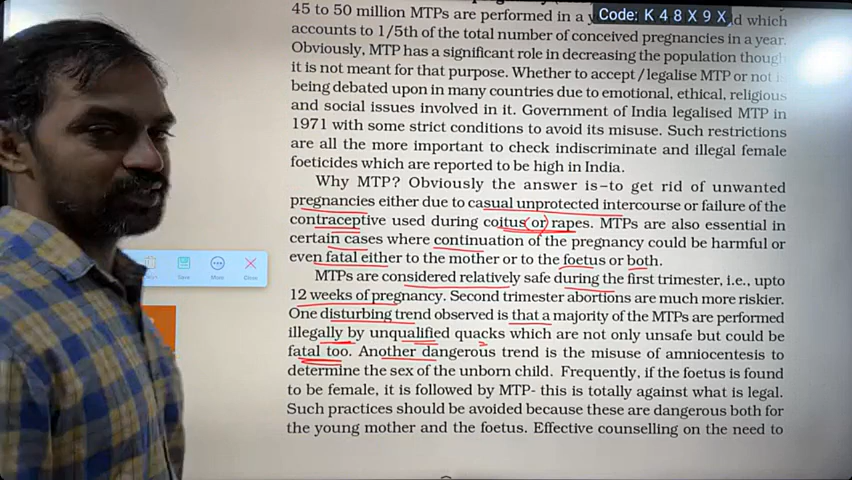 45 to 50 million MTPs are performed in a y
Code: K 4 8 X 9 X
d which
accounts to 1/5th of the total number of conceived pregnancies in a year.
Obviously, MTP has a significant role in decreasing the population though
it is not meant for that purpose. Whether to accept /legalise MTP or not is
being debated upon in many countries due to emotional, ethical, religious
and social issues involved in it. Government of India legalised MTP in
1971 with some strict conditions to avoid its misuse. Such restrictions
are all the more important to check indiscriminate and illegal female
foeticides which are reported to be high in India.
Why MTP? Obviously the answer is–to get rid of unwanted
pregnancies either due to casual unprotected intercourse or failure of the
contraceptive used during coitus or rapes. MTPs are also essential in
certain cases where continuation of the pregnancy could be harmful or
even fatal either to the mother or to the foetus or both.
MTPs are considered relatively safe during the first trimester, i.e., upto
12 weeks of pregnancy. Second trimester abortions are much more riskier.
One disturbing trend observed is that a majority of the MTPs are performed
illegally by unqualified quacks which are not only unsafe but could be
fatal too. Another dangerous trend is the misuse of amniocentesis to
determine the sex of the unborn child. Frequently, if the foetus is found
to be female, it is followed by MTP- this is totally against what is legal.
Such practices should be avoided because these are dangerous both for
the young mother and the foetus. Effective counselling on the need to
Save
More
Close